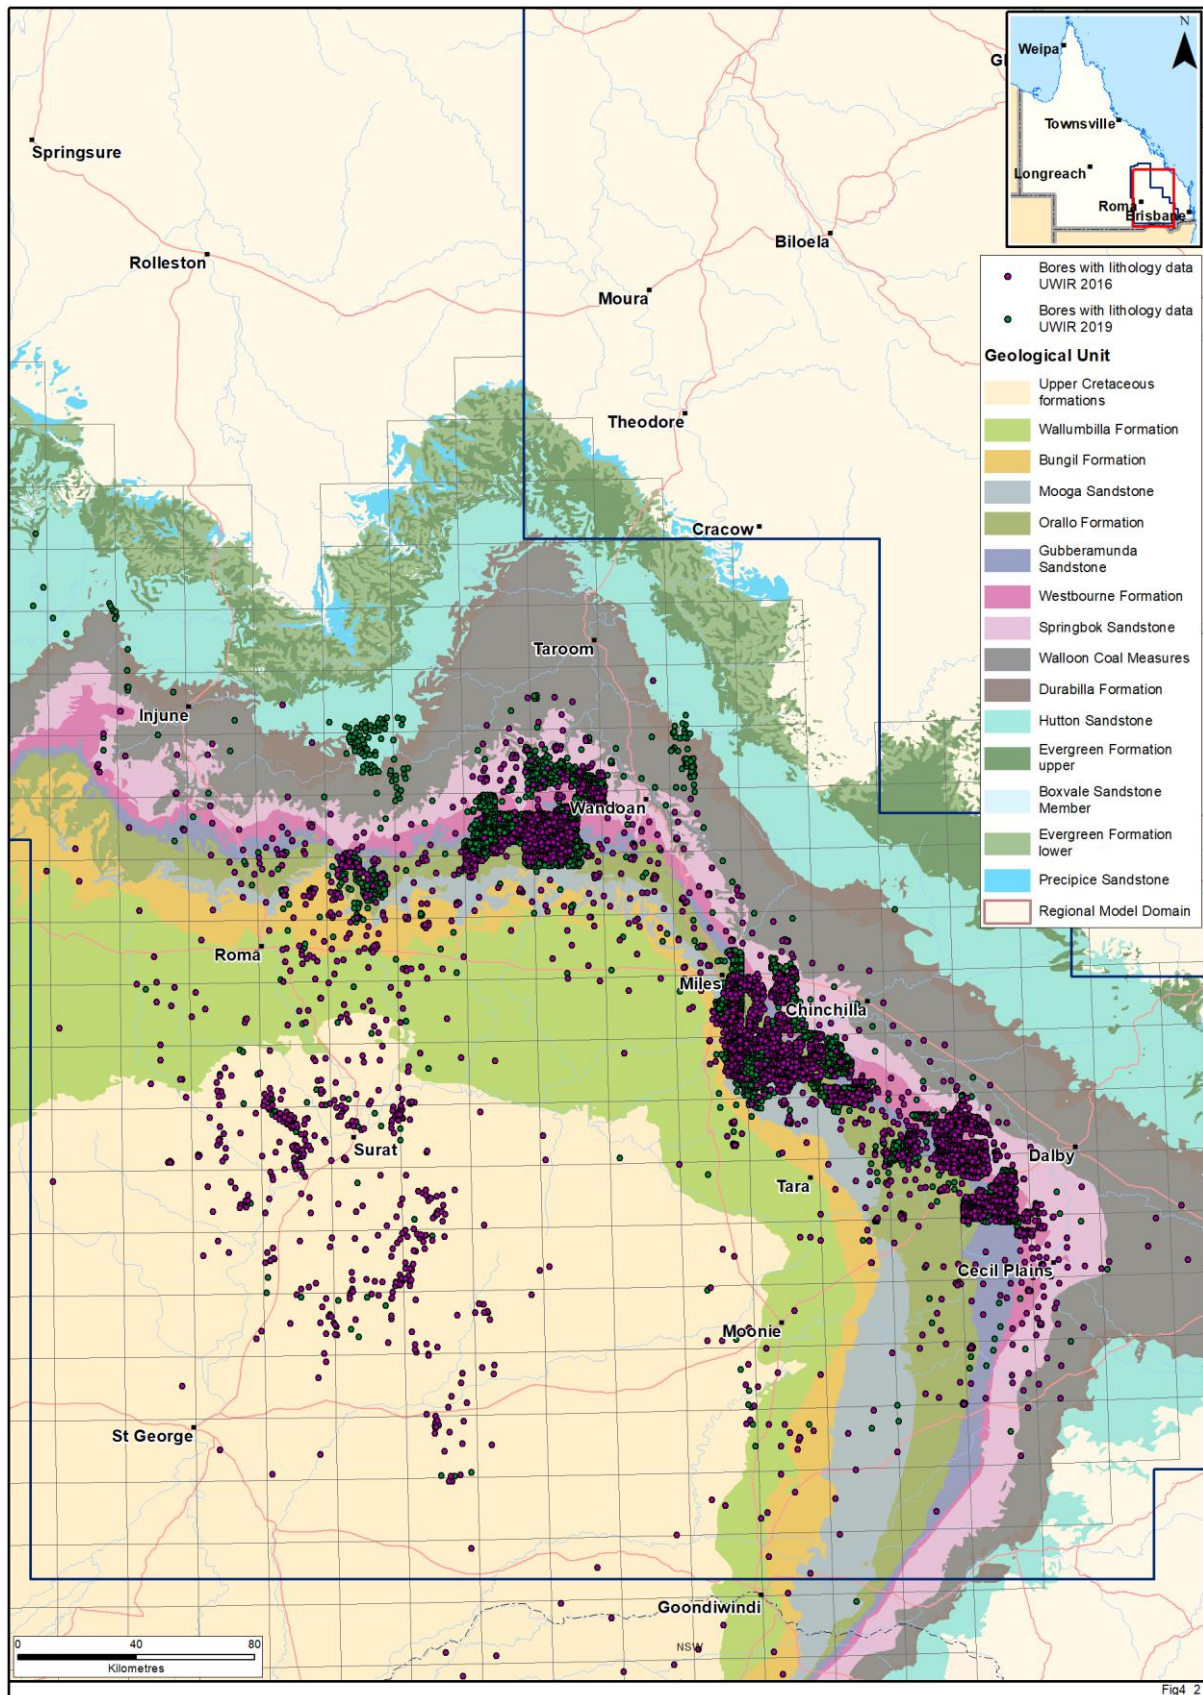 N
Weipa
Townsville
Longreach
Roma
Brisbane
Springsure
Rolleston
Biloela
Moura
Theodore
Cracow
Taroom
Injune
Wandoan
Roma
Miles
Chinchilla
Surat
Dalby
Tara
Cecil Plains
Moonie
St George
Goondiwindi
NSW
Bores with lithology data
UWIR 2016
Bores with lithology data
UWIR 2019
Geological Unit
Upper Cretaceous
formations
Wallumbilla Formation
Bungil Formation
Mooga Sandstone
Orallo Formation
Gubberamunda
Sandstone
Westbourne Formation
Springbok Sandstone
Walloon Coal Measures
Durabilla Formation
Hutton Sandstone
Evergreen Formation
upper
Boxvale Sandstone
Member
Evergreen Formation
lower
Precipice Sandstone
Regional Model Domain
0 40 80
Kilometres
Fig4_2